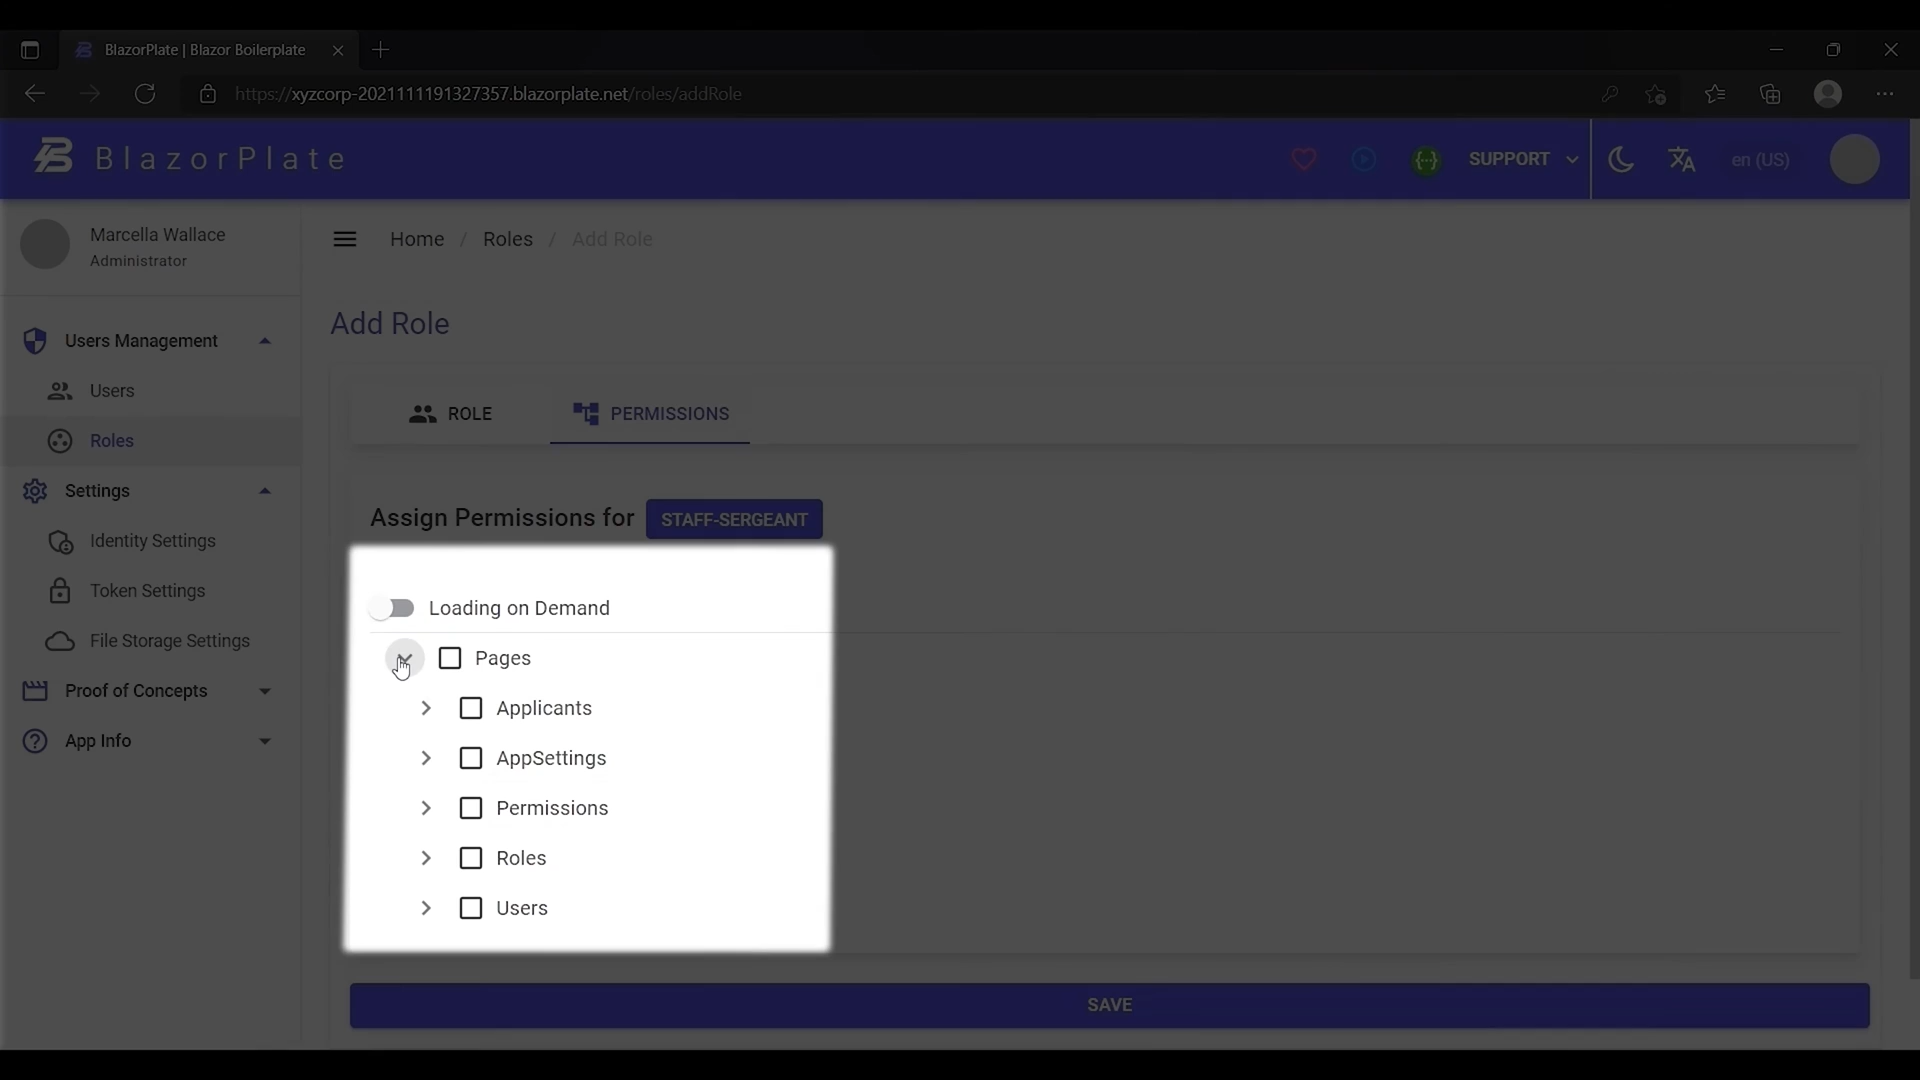 BlazorPlate | Blazor Boilerplate
https://xyzcorp-2021111191327357.blazorplate.net/roles/addRole
BlazorPlate
SUPPORT
en (US)
Marcella Wallace
Administrator
Home / Roles / Add Role
Add Role
Users Management
Users
Roles
Settings
Identity Settings
Token Settings
File Storage Settings
Proof of Concepts
App Info
ROLE
PERMISSIONS
Assign Permissions for STAFF-SERGEANT
Loading on Demand
Pages
Applicants
AppSettings
Permissions
Roles
Users
SAVE